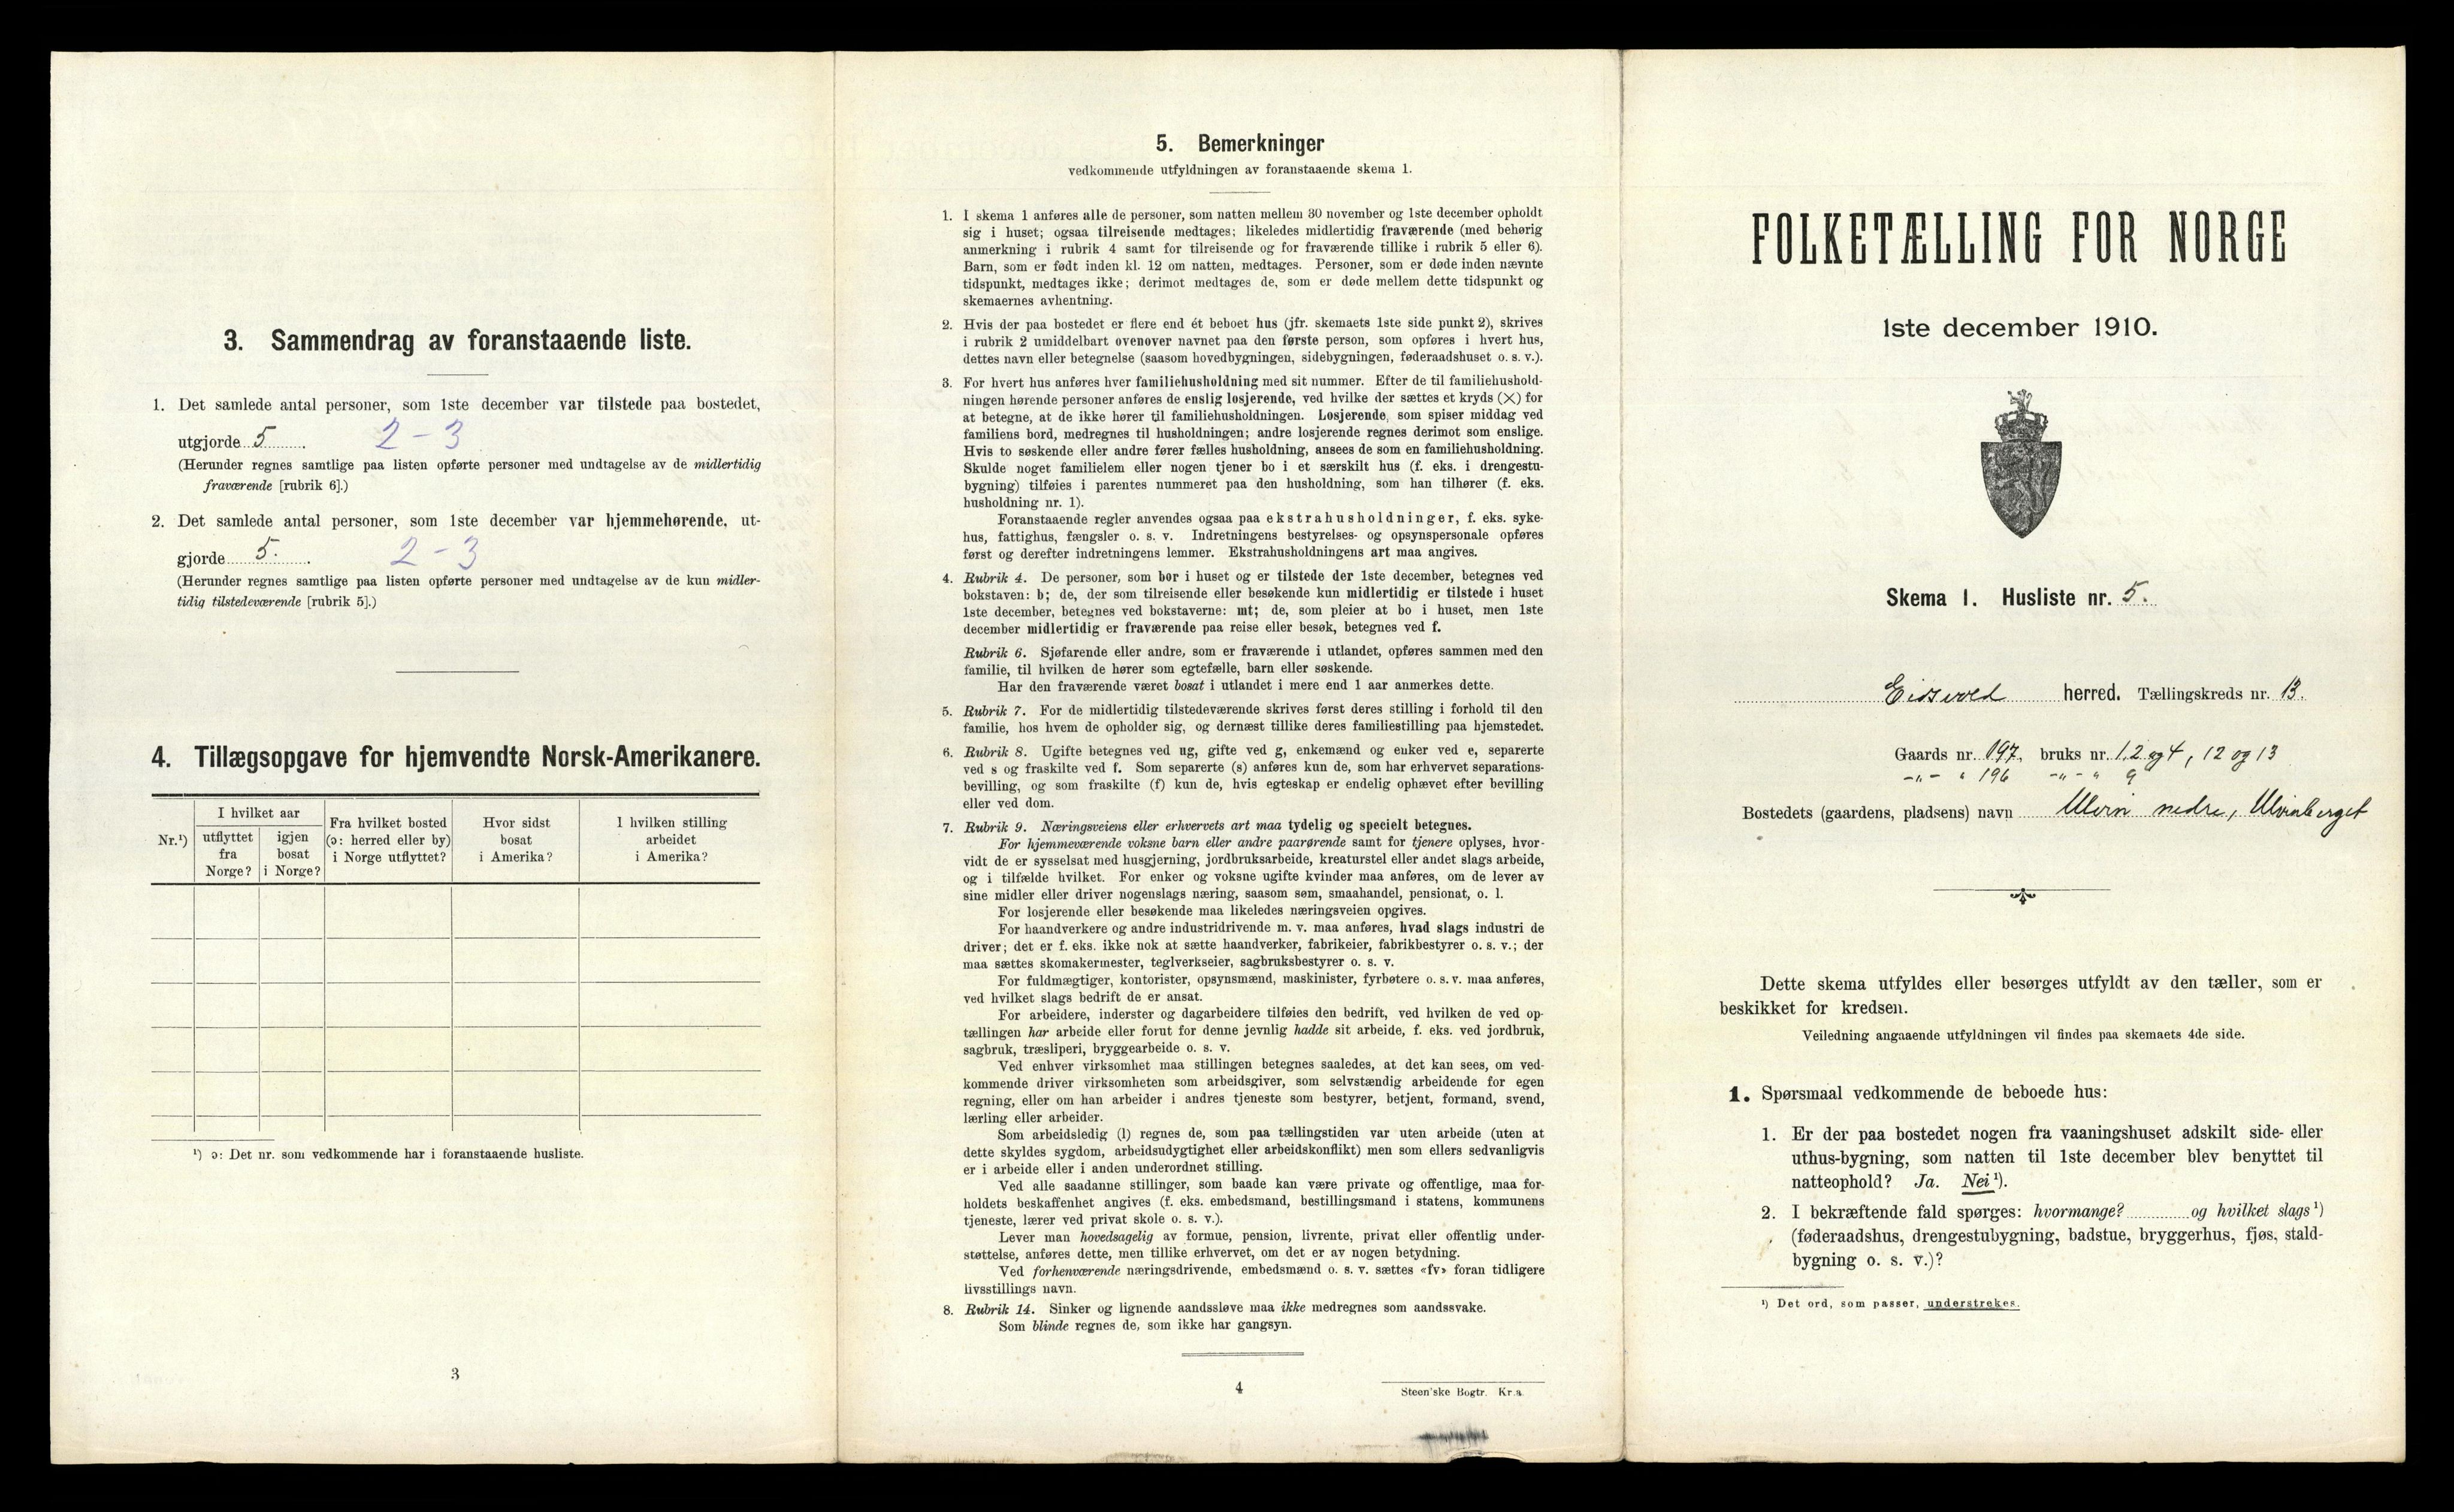 3. Sammendrag av foranstaaende liste.
1. Det samlede antal personer, som 1ste december var tilstede paa bostedet,
utgjorde 5. 2 – 3
(Herunder regnes samtlige paa listen opførte personer med undtagelse av de midlertidig
fraværende [rubrik 6].)
2. Det samlede antal personer, som 1ste december var hjemmehørende, ut-
gjorde 5. 2 – 3
(Herunder regnes samtlige paa listen opførte personer med undtagelse av de kun midler-
tidig tilstedeværende [rubrik 5].)
4. Tillægsopgave for hjemvendte Norsk-Amerikanere.
Nr.¹)
I hvilket aar
utflyttet
fra
Norge?
igjen
bosat
i Norge?
Fra hvilket bosted
(ɔ: herred eller by)
i Norge utflyttet?
Hvor sidst
bosat
i Amerika?
I hvilken stilling
arbeidet
i Amerika?
¹) ɔ: Det nr. som vedkommende har i foranstaaende husliste.
3
5. Bemerkninger
vedkommende utfyldningen av foranstaaende skema 1.
1. I skema 1 anføres alle de personer, som natten mellem 30 november og 1ste december opholdt
sig i huset; ogsaa tilreisende medtages; likeledes midlertidig fraværende (med behørig
anmerkning i rubrik 4 samt for tilreisende og for fraværende tillike i rubrik 5 eller 6).
Barn, som er født inden kl. 12 om natten, medtages. Personer, som er døde inden nævnte
tidspunkt, medtages ikke; derimot medtages de, som er døde mellem dette tidspunkt og
skemaernes avhentning.
2. Hvis der paa bostedet er flere end ét beboet hus (jfr. skemaets 1ste side punkt 2), skrives
i rubrik 2 umiddelbart ovenover navnet paa den første person, som opføres i hvert hus,
dettes navn eller betegnelse (saasom hovedbygningen, sidebygningen, føderaadshuset o. s. v.).
3. For hvert hus anføres hver familiehusholdning med sit nummer. Efter de til familiehushold-
ningen hørende personer anføres de enslig losjerende, ved hvilke der sættes et kryds (×) for
at betegne, at de ikke hører til familiehusholdningen. Losjerende, som spiser middag ved
familiens bord, medregnes til husholdningen; andre losjerende regnes derimot som enslige.
Hvis to søskende eller andre fører fælles husholdning, ansees de som en familiehusholdning.
Skulde noget familielem eller nogen tjener bo i et særskilt hus (f. eks. i drengestu-
bygning) tilføies i parentes nummeret paa den husholdning, som han tilhører (f. eks.
husholdning nr. 1).
Foranstaaende regler anvendes ogsaa paa ekstrahusholdninger, f. eks. syke-
hus, fattighus, fængsler o. s. v. Indretningens bestyrelses- og opsynspersonale opføres
først og derefter indretningens lemmer. Ekstrahusholdningens art maa angives.
4. Rubrik 4. De personer, som bor i huset og er tilstede der 1ste december, betegnes ved
bokstaven: b; de, der som tilreisende eller besøkende kun midlertidig er tilstede i huset
1ste december, betegnes ved bokstaverne: mt; de, som pleier at bo i huset, men 1ste
december midlertidig er fraværende paa reise eller besøk, betegnes ved f.
Rubrik 6. Sjøfarende eller andre, som er fraværende i utlandet, opføres sammen med den
familie, til hvilken de hører som egtefælle, barn eller søskende.
Har den fraværende været bosat i utlandet i mere end 1 aar anmerkes dette.
5. Rubrik 7. For de midlertidig tilstedeværende skrives først deres stilling i forhold til den
familie, hos hvem de opholder sig, og dernæst tillike deres familiestilling paa hjemstedet.
6. Rubrik 8. Ugifte betegnes ved ug, gifte ved g, enkemænd og enker ved e, separerte
ved s og fraskilte ved f. Som separerte (s) anføres kun de, som har erhvervet separations-
bevilling, og som fraskilte (f) kun de, hvis egteskap er endelig ophævet efter bevilling
eller ved dom.
7. Rubrik 9. Næringsveiens eller erhvervets art maa tydelig og specielt betegnes.
For hjemmeværende voksne barn eller andre paarørende samt for tjenere oplyses, hvor-
vidt de er sysselsat med husgjerning, jordbruksarbeide, kreaturstel eller andet slags arbeide,
og i tilfælde hvilket. For enker og voksne ugifte kvinder maa anføres, om de lever av
sine midler eller driver nogenslags næring, saasom søm, smaahandel, pensionat, o. l.
For losjerende eller besøkende maa likeledes næringsveien opgives.
For haandverkere og andre industridrivende m. v. maa anføres, hvad slags industri de
driver; det er f. eks. ikke nok at sætte haandverker, fabrikeier, fabrikbestyrer o. s. v.; der
maa sættes skomakermester, teglverkseier, sagbruksbestyrer o. s. v.
For fuldmægtiger, kontorister, opsynsmænd, maskinister, fyrbøtere o. s. v. maa anføres,
ved hvilket slags bedrift de er ansat.
For arbeidere, inderster og dagarbeidere tilføies den bedrift, ved hvilken de ved op-
tællingen har arbeide eller forut for denne jevnlig hadde sit arbeide, f. eks. ved jordbruk,
sagbruk, træsliperi, bryggearbeide o. s. v.
Ved enhver virksomhet maa stillingen betegnes saaledes, at det kan sees, om ved-
kommende driver virksomheten som arbeidsgiver, som selvstændig arbeidende for egen
regning, eller om han arbeider i andres tjeneste som bestyrer, betjent, formand, svend,
lærling eller arbeider.
Som arbeidsledig (l) regnes de, som paa tællingstiden var uten arbeide (uten at
dette skyldes sygdom, arbeidsudygtighet eller arbeidskonflikt) men som ellers sedvanligvis
er i arbeide eller i anden underordnet stilling.
Ved alle saadanne stillinger, som baade kan være private og offentlige, maa for-
holdets beskaffenhet angives (f. eks. embedsmand, bestillingsmand i statens, kommunens
tjeneste, lærer ved privat skole o. s. v.).
Lever man hovedsagelig av formue, pension, livrente, privat eller offentlig under-
støttelse, anføres dette, men tillike erhvervet, om det er av nogen betydning.
Ved forhenværende næringsdrivende, embedsmænd o. s. v. sættes «fv» foran tidligere
livsstillings navn.
8. Rubrik 14. Sinker og lignende aandssløve maa ikke medregnes som aandssvake.
Som blinde regnes de, som ikke har gangsyn.
4
Steen'ske Bogtr. Kr.a.
FOLKETÆLLING FOR NORGE
1ste december 1910.
Skema 1. Husliste nr. 5.
Eidsvold herred. Tællingskreds nr. 13.
Gaards nr. 197, bruks nr. 1.2 og 4, 12 og 13
-"- " 196 -"-" 9
Bostedets (gaardens, pladsens) navn Ulvin nedre, Ulvinberget
Dette skema utfyldes eller besørges utfyldt av den tæller, som er
beskikket for kredsen.
Veiledning angaaende utfyldningen vil findes paa skemaets 4de side.
1. Spørsmaal vedkommende de beboede hus:
1. Er der paa bostedet nogen fra vaaningshuset adskilt side- eller
uthus-bygning, som natten til 1ste december blev benyttet til
natteophold? Ja. Nei ¹).
2. I bekræftende fald spørges: hvormange? og hvilket slags ¹)
(føderaadshus, drengestubygning, badstue, bryggerhus, fjøs, stald-
bygning o. s. v.)?
¹) Det ord, som passer, understrekes.